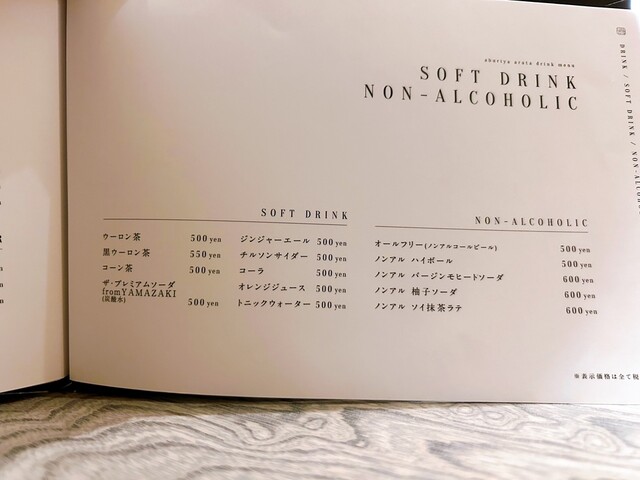 aburiya arata drink menu
SOFT DRINK
NON-ALCOHOLIC
SOFT DRINK
ウーロン茶 500 yen
黒ウーロン茶 550 yen
コーン茶 500 yen
ザ・プレミアムソーダ
fromYAMAZAKI
(炭酸水) 500 yen
ジンジャーエール 500 yen
チルソンサイダー 500 yen
コーラ 500 yen
オレンジジュース 500 yen
トニックウォーター 500 yen
NON-ALCOHOLIC
オールフリー(ノンアルコールビール) 500 yen
ノンアル ハイボール 500 yen
ノンアル バージンモヒードソーダ 600 yen
ノンアル 柚子ソーダ 600 yen
ノンアル ソイ抹茶ラテ 600 yen
※表示価格は全て税
DRINK / SOFT DRINK / NON-ALCOHO